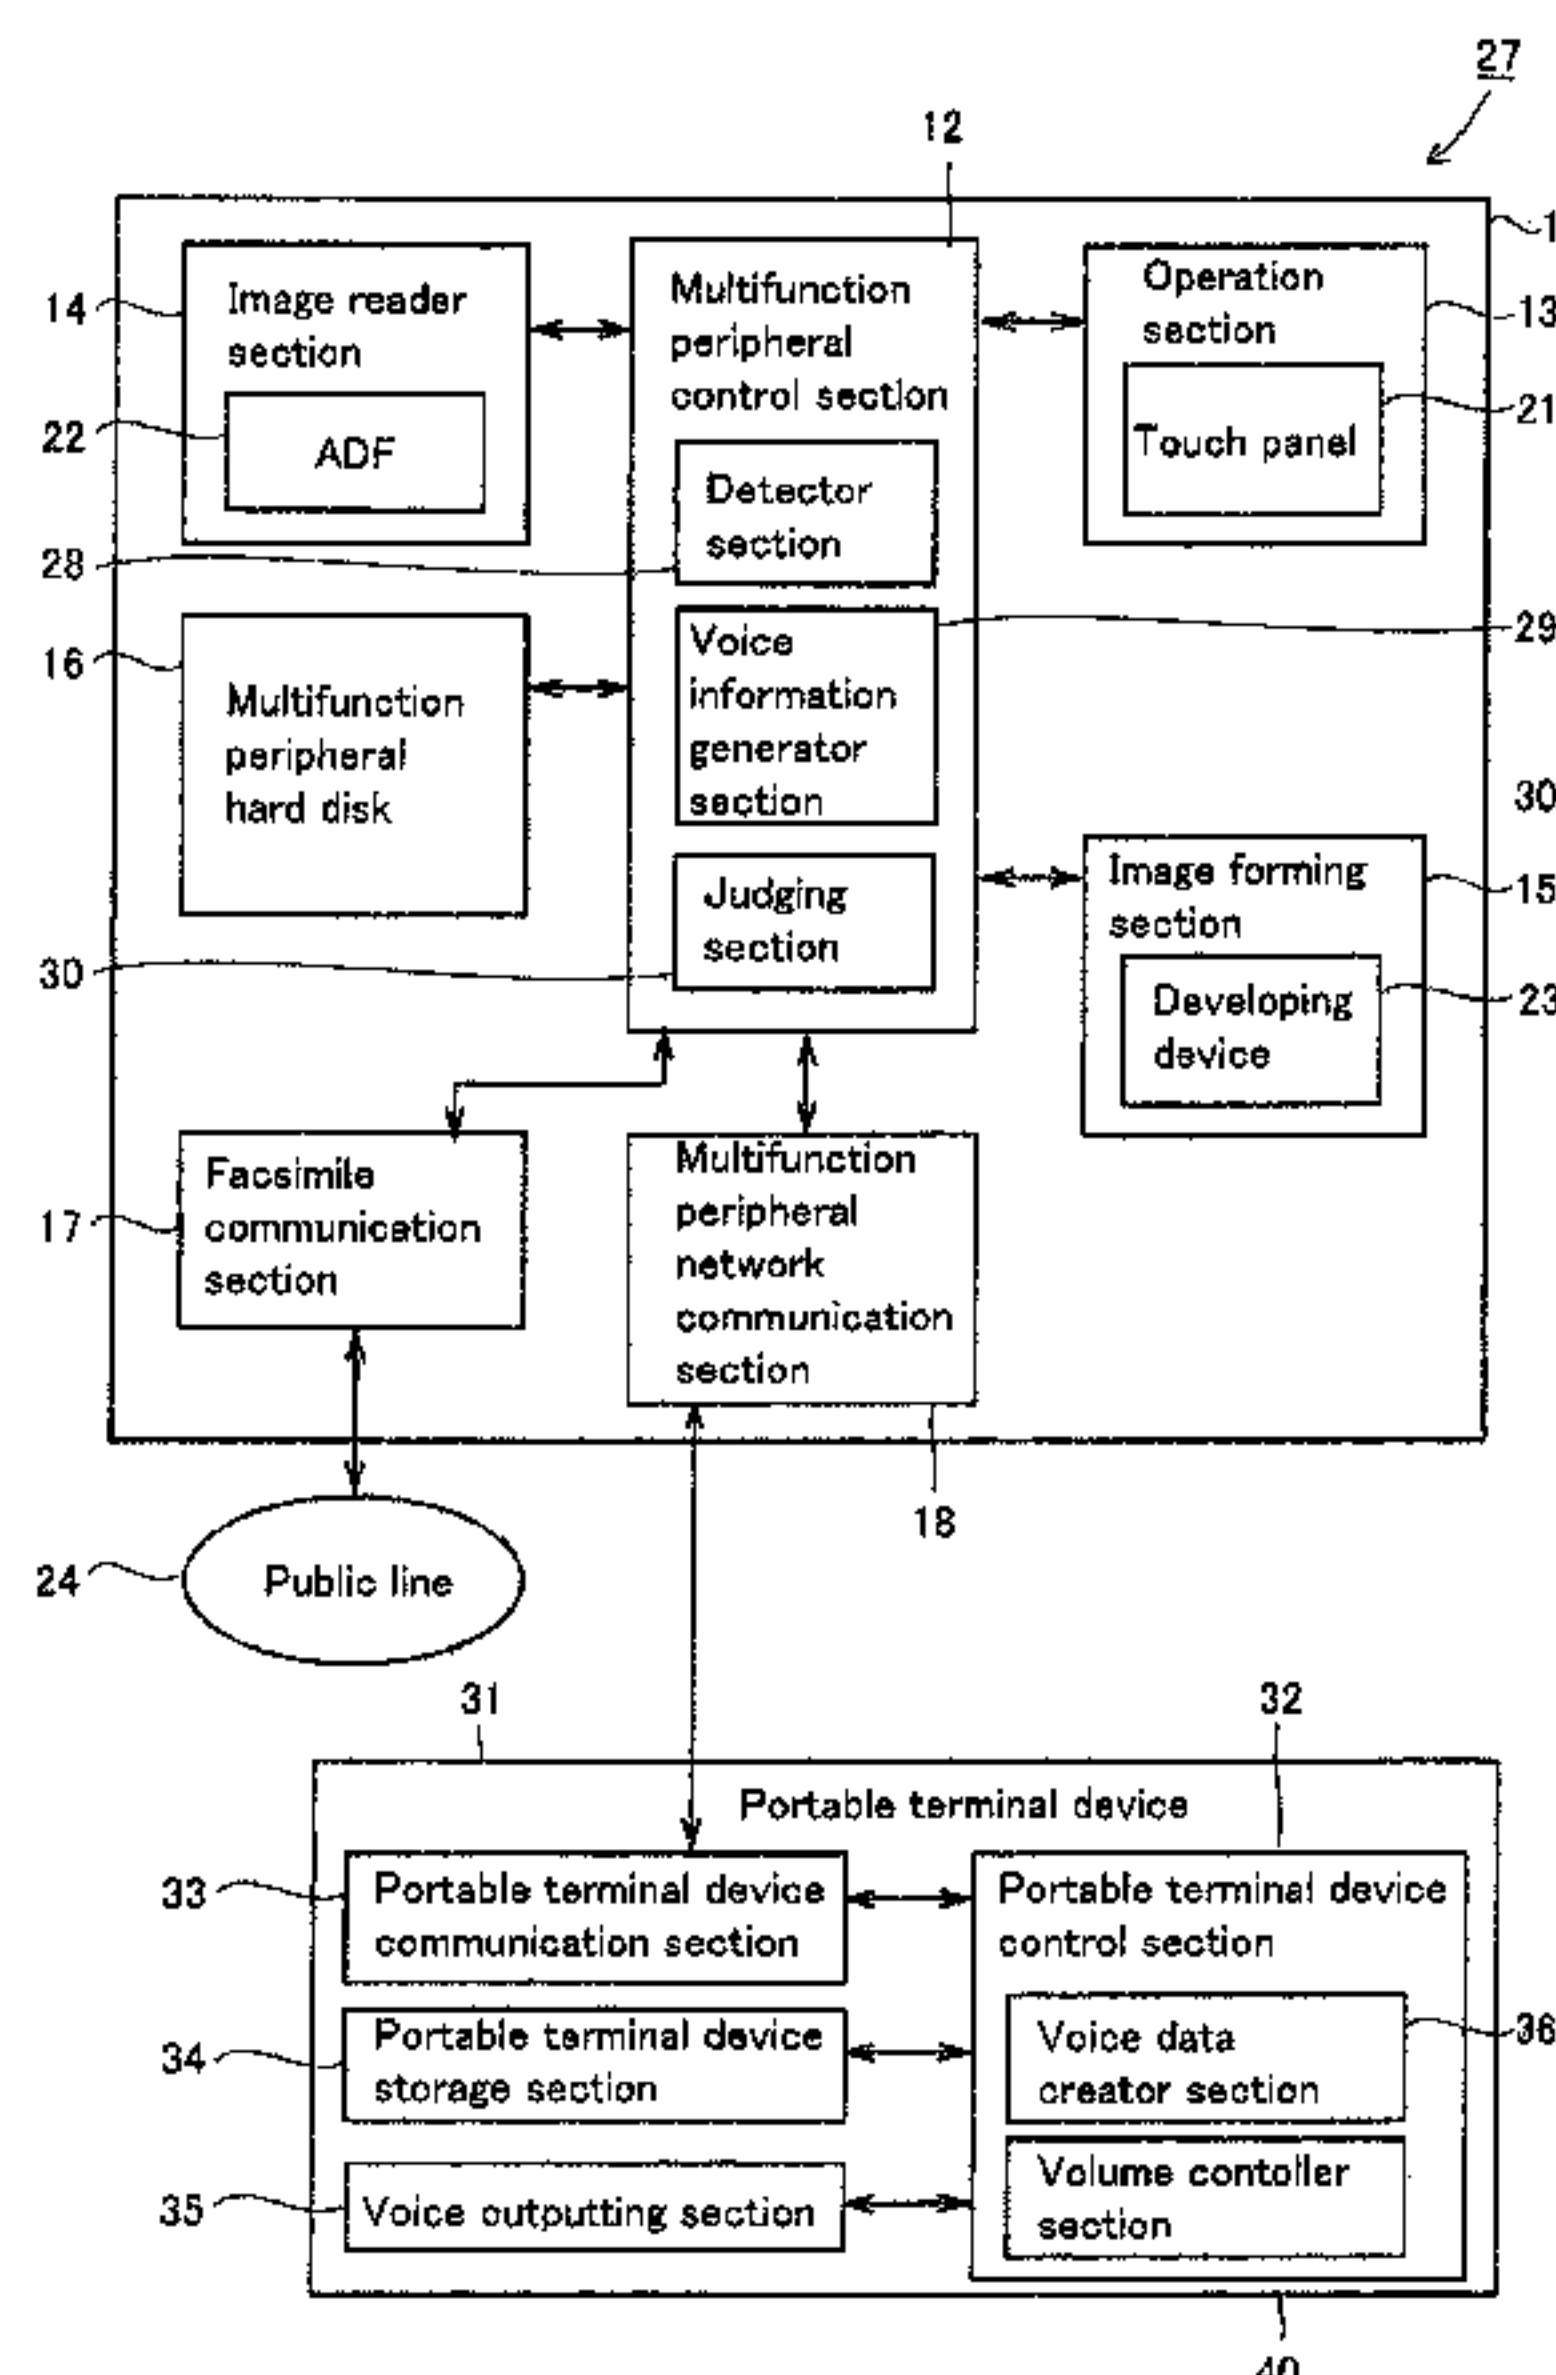 27
12
1
Image reader
section
14
ADF
22
Multifunction
peripheral
control section
Operation
section
13
Touch panel
21
Detector
section
28
Voice
information
generator
section
29
16
Multifunction
peripheral
hard disk
30
Judging
section
30
Image forming
section
15
Developing
device
23
Facsimile
communication
section
17
Multifunction
peripheral
network
communication
section
18
24
Public line
31
32
Portable terminal device
33
Portable terminal device
communication section
Portable terminal device
control section
34
Portable terminal device
storage section
Voice data
creator section
36
35
Voice outputting section
Volume contoller
section
40